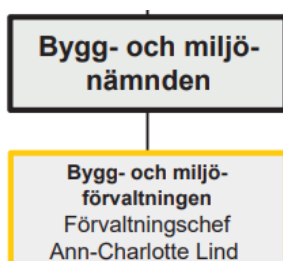 Bygg- och miljö-
nämnden
Bygg- och miljö-
förvaltningen
Förvaltningschef
Ann-Charlotte Lind